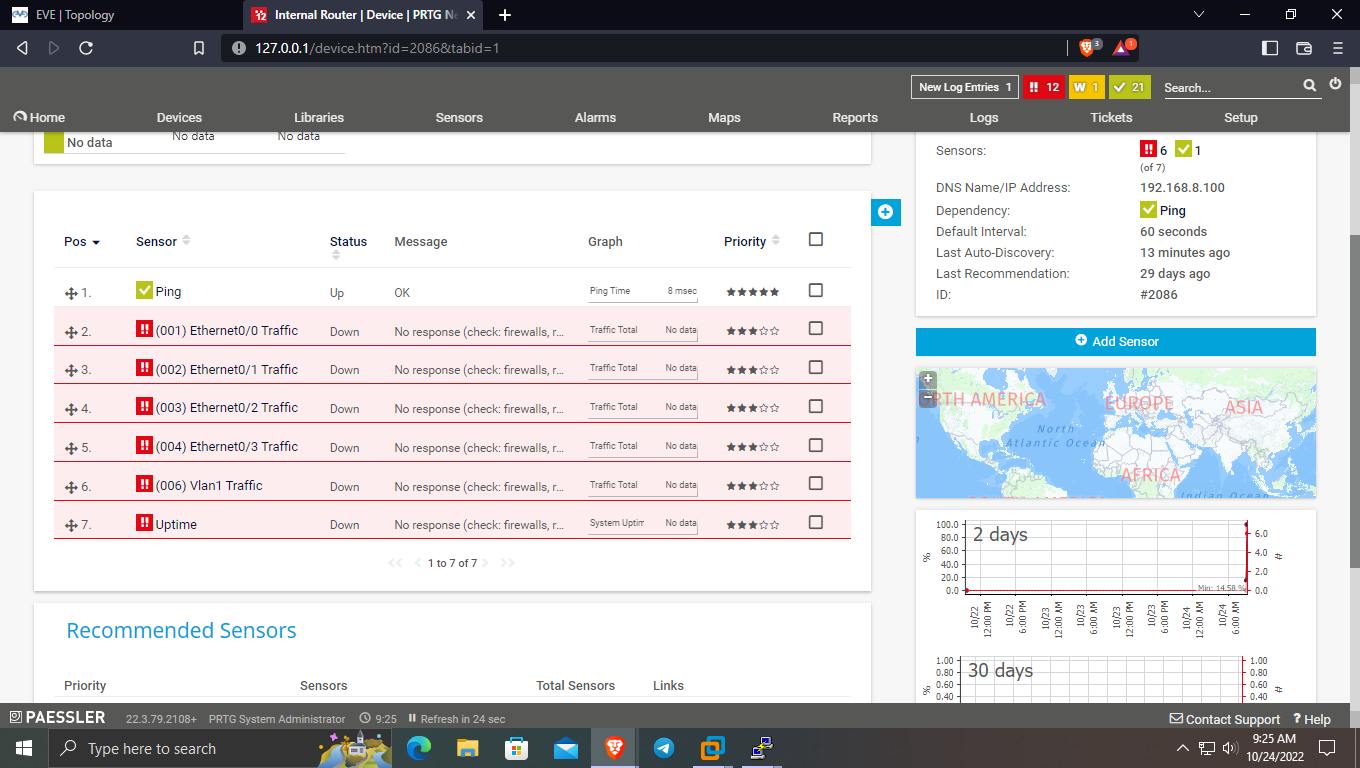 EVE | Topology
Internal Router | Device | PRTG Ne
127.0.0.1/device.htm?id=2086&tabid=1
3
1
New Log Entries 1
!! 12
W 1
21
Search...
Home
Devices
Libraries
Sensors
Alarms
Maps
Reports
Logs
Tickets
Setup
No data
No data
No data
Sensors:
!! 6
1
(of 7)
DNS Name/IP Address:
192.168.8.100
Dependency:
Ping
Default Interval:
60 seconds
Last Auto-Discovery:
13 minutes ago
Last Recommendation:
29 days ago
ID:
#2086
Pos
Sensor
Status
Message
Graph
Priority
1. Ping Up OK Ping Time 8 msec
2. !! (001) Ethernet0/0 Traffic Down No response (check: firewalls, r... Traffic Total No data
3. !! (002) Ethernet0/1 Traffic Down No response (check: firewalls, r... Traffic Total No data
4. !! (003) Ethernet0/2 Traffic Down No response (check: firewalls, r... Traffic Total No data
5. !! (004) Ethernet0/3 Traffic Down No response (check: firewalls, r... Traffic Total No data
6. !! (006) Vlan1 Traffic Down No response (check: firewalls, r... Traffic Total No data
7. !! Uptime Down No response (check: firewalls, r... System Uptim No data
<< < 1 to 7 of 7 > >>
Add Sensor
+
−
RTH AMERICA
EUROPE
ASIA
North
Atlantic Ocean
AFRICA
Indian Ocean
2 days
100.0
80.0
60.0
40.0
20.0
0.0
%
6.0
4.0
2.0
0.0
#
Min: 14.58 %
10/22 12:00 PM
10/22 6:00 PM
10/23 12:00 AM
10/23 6:00 AM
10/23 12:00 PM
10/23 6:00 PM
10/24 12:00 AM
10/24 6:00 AM
30 days
1.00
0.80
0.60
0.40
%
1.00
0.80
0.60
0.40
#
Recommended Sensors
Priority
Sensors
Total Sensors
Links
PAESSLER
22.3.79.2108+
PRTG System Administrator
9:25
Refresh in 24 sec
Contact Support
? Help
Type here to search
9:25 AM
10/24/2022